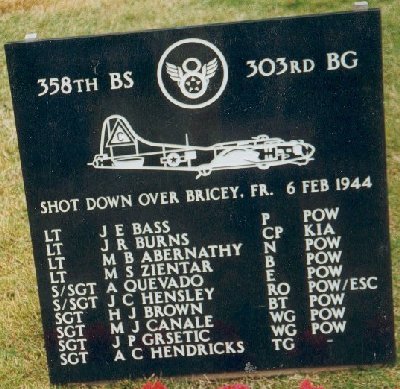 358TH BS 303RD BG
SHOT DOWN OVER BRICEY, FR. 6 FEB 1944
LT J E BASS P POW
LT J R BURNS CP KIA
LT M B ABERNATHY N POW
LT M S ZIENTAR B POW
S/SGT A QUEVADO E POW
S/SGT J C HENSLEY RO POW/ESC
SGT H J BROWN BT POW
SGT M J CANALE WG POW
SGT J P GRSETIC WG POW
SGT A C HENDRICKS TG -